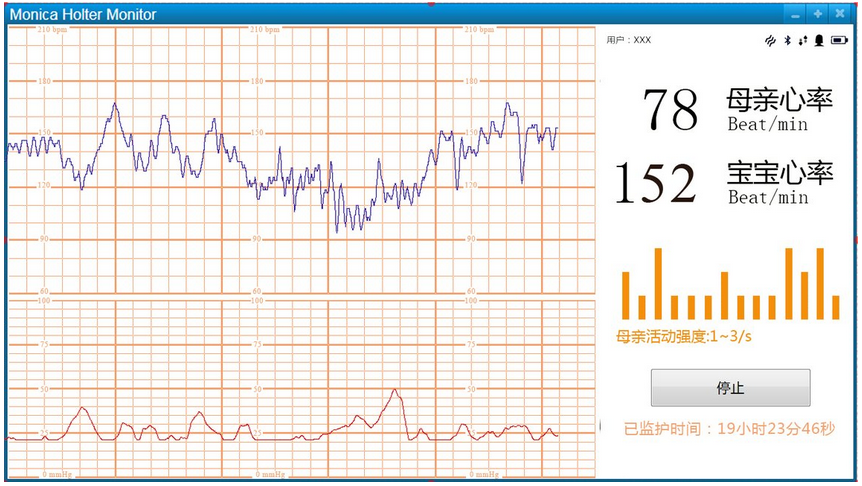 Monica Holter Monitor
210 bpm 210 bpm 210 bpm
180 180 180
150 150 150
120 120 120
90 90 90
60 60 60
100 100 100
75 75 75
50 50 50
25 25 25
0 mmHg 0 mmHg 0 mmHg
用户：XXX
78 母亲心率
Beat/min
152 宝宝心率
Beat/min
母亲活动强度:1~3/s
停止
已监护时间：19小时23分46秒